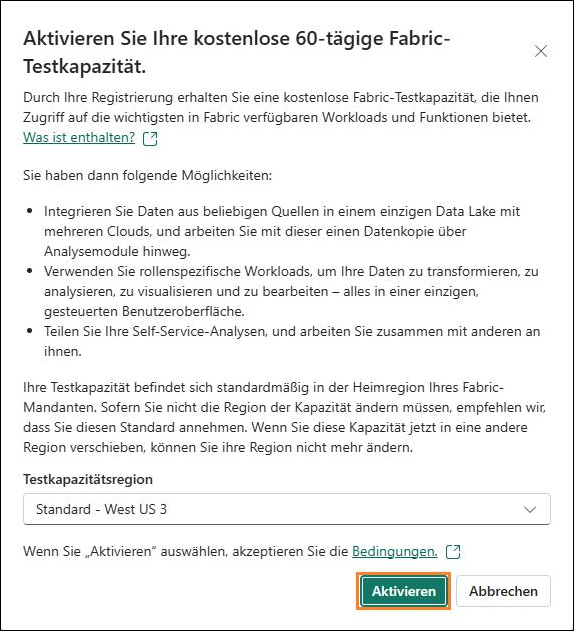 Aktivieren Sie Ihre kostenlose 60-tägige Fabric-
Testkapazität.
Durch Ihre Registrierung erhalten Sie eine kostenlose Fabric-Testkapazität, die Ihnen
Zugriff auf die wichtigsten in Fabric verfügbaren Workloads und Funktionen bietet.
Was ist enthalten?
Sie haben dann folgende Möglichkeiten:
• Integrieren Sie Daten aus beliebigen Quellen in einem einzigen Data Lake mit
mehreren Clouds, und arbeiten Sie mit dieser einen Datenkopie über
Analysemodule hinweg.
• Verwenden Sie rollenspezifische Workloads, um Ihre Daten zu transformieren, zu
analysieren, zu visualisieren und zu bearbeiten – alles in einer einzigen,
gesteuerten Benutzeroberfläche.
• Teilen Sie Ihre Self-Service-Analysen, und arbeiten Sie zusammen mit anderen an
ihnen.
Ihre Testkapazität befindet sich standardmäßig in der Heimregion Ihres Fabric-
Mandanten. Sofern Sie nicht die Region der Kapazität ändern müssen, empfehlen wir,
dass Sie diesen Standard annehmen. Wenn Sie diese Kapazität jetzt in eine andere
Region verschieben, können Sie ihre Region nicht mehr ändern.
Testkapazitätsregion
Standard - West US 3
Wenn Sie „Aktivieren“ auswählen, akzeptieren Sie die Bedingungen.
Aktivieren Abbrechen